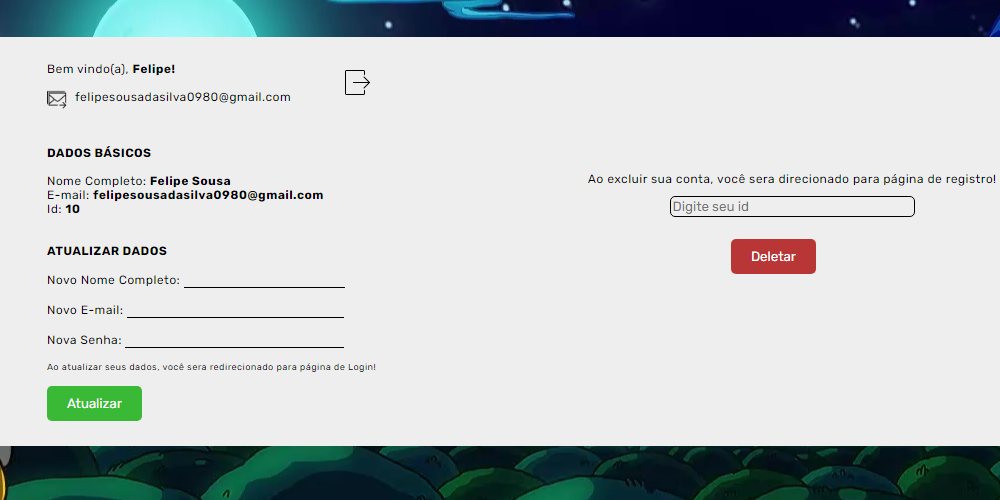 Bem vindo(a), Felipe!
felipesousadasilva0980@gmail.com
DADOS BÁSICOS
Nome Completo: Felipe Sousa
E-mail: felipesousadasilva0980@gmail.com
Id: 10
ATUALIZAR DADOS
Novo Nome Completo:
Novo E-mail:
Nova Senha:
Ao atualizar seus dados, você sera redirecionado para página de Login!
Atualizar
Ao excluir sua conta, você sera direcionado para página de registro!
Digite seu id
Deletar